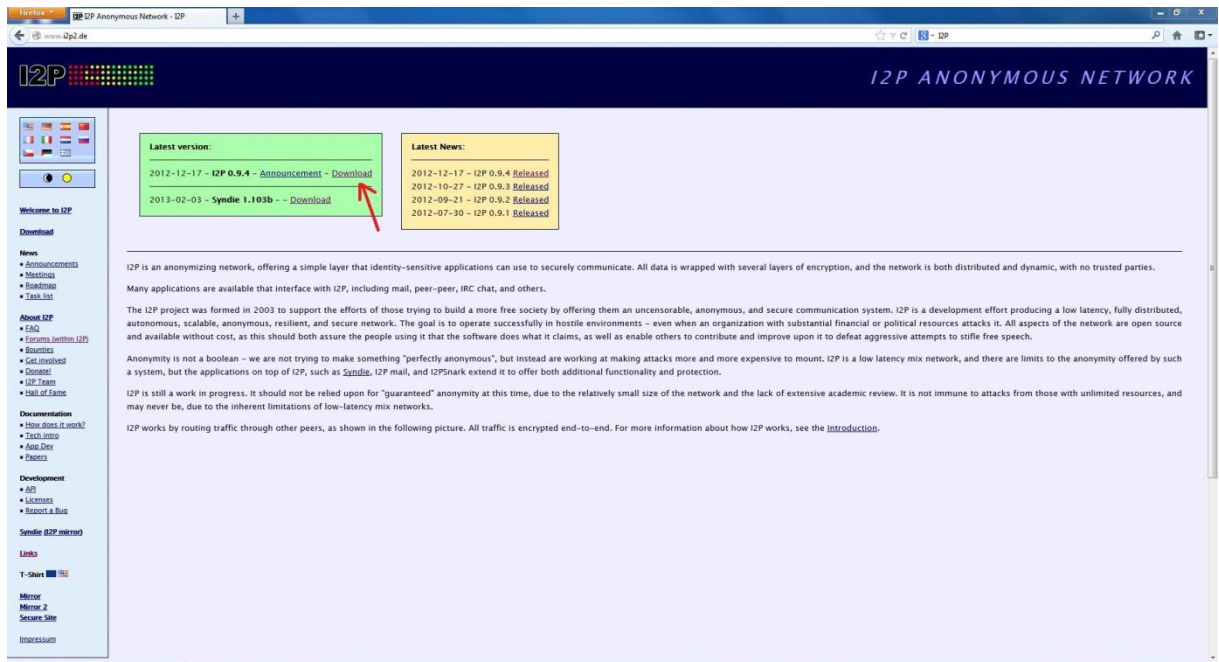 Firefox
I2P Anonymous Network - I2P
www.i2p2.de
I2P
I2P
I2P ANONYMOUS NETWORK
Welcome to I2P
Download
News
Announcements
Meetings
Roadmap
Task list
About I2P
FAQ
Forums (within I2P)
Bounties
Get involved
Donate!
I2P Team
Hall of Fame
Documentation
How does it work?
Tech intro
App Dev
Papers
Development
API
Licenses
Report a Bug
Syndie (I2P mirror)
Links
T-Shirt
Mirror
Mirror 2
Secure Site
Impressum
Latest version:
2012-12-17 - I2P 0.9.4 - Announcement - Download
2013-02-03 - Syndie 1.103b - - Download
Latest News:
2012-12-17 - I2P 0.9.4 Released
2012-10-27 - I2P 0.9.3 Released
2012-09-21 - I2P 0.9.2 Released
2012-07-30 - I2P 0.9.1 Released
I2P is an anonymizing network, offering a simple layer that identity-sensitive applications can use to securely communicate. All data is wrapped with several layers of encryption, and the network is both distributed and dynamic, with no trusted parties.
Many applications are available that interface with I2P, including mail, peer-peer, IRC chat, and others.
The I2P project was formed in 2003 to support the efforts of those trying to build a more free society by offering them an uncensorable, anonymous, and secure communication system. I2P is a development effort producing a low latency, fully distributed,
autonomous, scalable, anonymous, resilient, and secure network. The goal is to operate successfully in hostile environments - even when an organization with substantial financial or political resources attacks it. All aspects of the network are open source
and available without cost, as this should both assure the people using it that the software does what it claims, as well as enable others to contribute and improve upon it to defeat aggressive attempts to stifle free speech.
Anonymity is not a boolean - we are not trying to make something "perfectly anonymous", but instead are working at making attacks more and more expensive to mount. I2P is a low latency mix network, and there are limits to the anonymity offered by such
a system, but the applications on top of I2P, such as Syndie, I2P mail, and I2PSnark extend it to offer both additional functionality and protection.
I2P is still a work in progress. It should not be relied upon for "guaranteed" anonymity at this time, due to the relatively small size of the network and the lack of extensive academic review. It is not immune to attacks from those with unlimited resources, and
may never be, due to the inherent limitations of low-latency mix networks.
I2P works by routing traffic through other peers, as shown in the following picture. All traffic is encrypted end-to-end. For more information about how I2P works, see the Introduction.